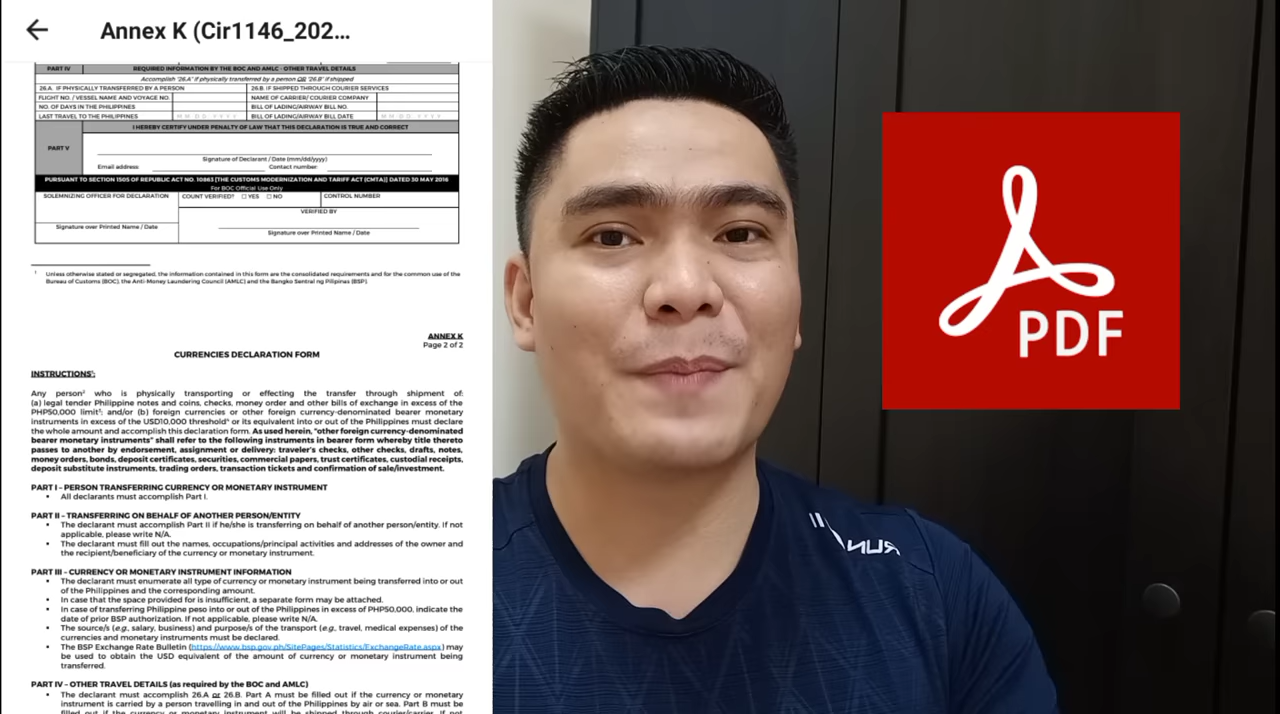 Annex K (Cir1146_202...
PART IV REQUIRED INFORMATION BY THE BOC AND AMLC - OTHER TRAVEL DETAILS
Accomplish '26.A' if physically transferred by a person OR '26.B' if shipped
26.A. IF PHYSICALLY TRANSFERRED BY A PERSON 26.B. IF SHIPPED THROUGH COURIER SERVICES
FLIGHT NO. / VESSEL NAME AND VOYAGE NO. NAME OF CARRIER/ COURIER COMPANY
NO. OF DAYS IN THE PHILIPPINES BILL OF LADING/AIRWAY BILL NO.
LAST TRAVEL TO THE PHILIPPINES M M D D Y Y Y Y BILL OF LADING/AIRWAY BILL DATE M M D D Y Y Y Y
I HEREBY CERTIFY UNDER PENALTY OF LAW THAT THIS DECLARATION IS TRUE AND CORRECT
PART V
Signature of Declarant / Date (mm/dd/yyyy)
Email address: Contact number:
PURSUANT TO SECTION 1505 OF REPUBLIC ACT NO. 10863 [THE CUSTOMS MODERNIZATION AND TARIFF ACT (CMTA)] DATED 30 MAY 2016
For BOC Official Use Only
SOLEMNIZING OFFICER FOR DECLARATION COUNT VERIFIED? ☐ YES ☐ NO CONTROL NUMBER
VERIFIED BY
Signature over Printed Name / Date
Signature over Printed Name / Date
1 Unless otherwise stated or segregated, the information contained in this form are the consolidated requirements and for the common use of the
Bureau of Customs (BOC), the Anti-Money Laundering Council (AMLC) and the Bangko Sentral ng Pilipinas (BSP).
ANNEX K
Page 2 of 2
CURRENCIES DECLARATION FORM
INSTRUCTIONS:
Any person² who is physically transporting or effecting the transfer through shipment of:
(a) legal tender Philippine notes and coins, checks, money order and other bills of exchange in excess of the
PHP50,000 limit³; and/or (b) foreign currencies or other foreign currency-denominated bearer monetary
instruments in excess of the USD10,000 threshold⁴ or its equivalent into or out of the Philippines must declare
the whole amount and accomplish this declaration form. As used herein, "other foreign currency-denominated
bearer monetary instruments" shall refer to the following instruments in bearer form whereby title thereto
passes to another by endorsement, assignment or delivery: traveler's checks, other checks, drafts, notes,
money orders, bonds, deposit certificates, securities, commercial papers, trust certificates, custodial receipts,
deposit substitute instruments, trading orders, transaction tickets and confirmation of sale/investment.
PART I – PERSON TRANSFERRING CURRENCY OR MONETARY INSTRUMENT
• All declarants must accomplish Part I.
PART II – TRANSFERRING ON BEHALF OF ANOTHER PERSON/ENTITY
• The declarant must accomplish Part II if he/she is transferring on behalf of another person/entity. If not
applicable, please write N/A.
• The declarant must fill out the names, occupations/principal activities and addresses of the owner and
the recipient/beneficiary of the currency or monetary instrument.
PART III – CURRENCY OR MONETARY INSTRUMENT INFORMATION
• The declarant must enumerate all type of currency or monetary instrument being transferred into or out
of the Philippines and the corresponding amount.
• In case that the space provided for is insufficient, a separate form may be attached.
• In case of transferring Philippine peso into or out of the Philippines in excess of PHP50,000, indicate the
date of prior BSP authorization. If not applicable, please write N/A.
• The source/s (e.g., salary, business) and purpose/s of the transport (e.g., travel, medical expenses) of the
currencies and monetary instruments must be declared.
• The BSP Exchange Rate Bulletin (https://www.bsp.gov.ph/SitePages/Statistics/ExchangeRate.aspx) may
be used to obtain the USD equivalent of the amount of currency or monetary instrument being
transferred.
PART IV – OTHER TRAVEL DETAILS (as required by the BOC and AMLC)
• The declarant must accomplish 26.A or 26.B. Part A must be filled out if the currency or monetary
instrument is carried by a person travelling in and out of the Philippines by air or sea. Part B must be
filled out if the currency or monetary instrument will be shipped through courier/carrier. If not
PDF
RUN